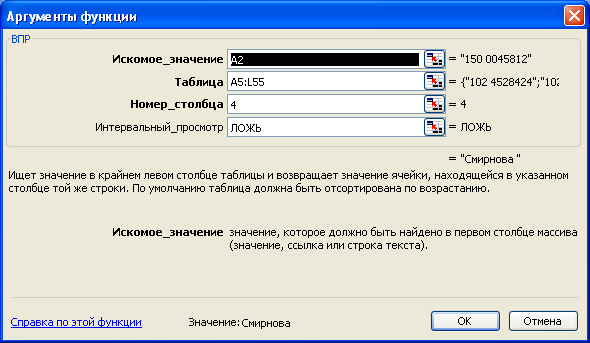 Аргументы функции
ВПР
Искомое_значение A2 = "150 0045812"
Таблица A5:L55 = {"102 4528424";"102
Номер_столбца 4 = 4
Интервальный_просмотр ЛОЖЬ = ЛОЖЬ
= "Смирнова "
Ищет значение в крайнем левом столбце таблицы и возвращает значение ячейки, находящейся в указанном
столбце той же строки. По умолчанию таблица должна быть отсортирована по возрастанию.
Искомое_значение значение, которое должно быть найдено в первом столбце массива
(значение, ссылка или строка текста).
Справка по этой функции Значение: Смирнова OK Отмена